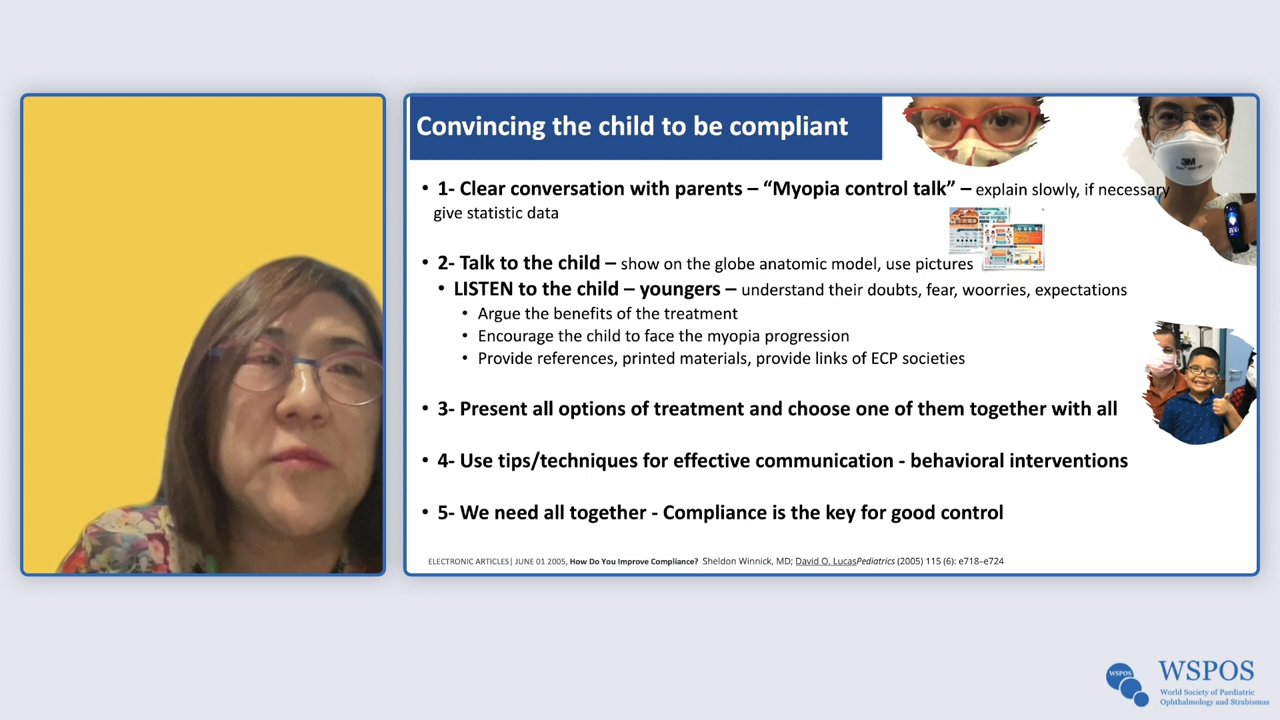 Convincing the child to be compliant
• 1- Clear conversation with parents – “Myopia control talk” – explain slowly, if necessary
give statistic data
• 2- Talk to the child – show on the globe anatomic model, use pictures
• LISTEN to the child – youngers – understand their doubts, fear, woorries, expectations
• Argue the benefits of the treatment
• Encourage the child to face the myopia progression
• Provide references, printed materials, provide links of ECP societies
• 3- Present all options of treatment and choose one of them together with all
• 4- Use tips/techniques for effective communication - behavioral interventions
• 5- We need all together - Compliance is the key for good control
ELECTRONIC ARTICLES| JUNE 01 2005, How Do You Improve Compliance? Sheldon Winnick, MD; David O. LucasPediatrics (2005) 115 (6): e718–e724
3M
WSPOS
WSPOS
World Society of Paediatric
Ophthalmology and Strabismus